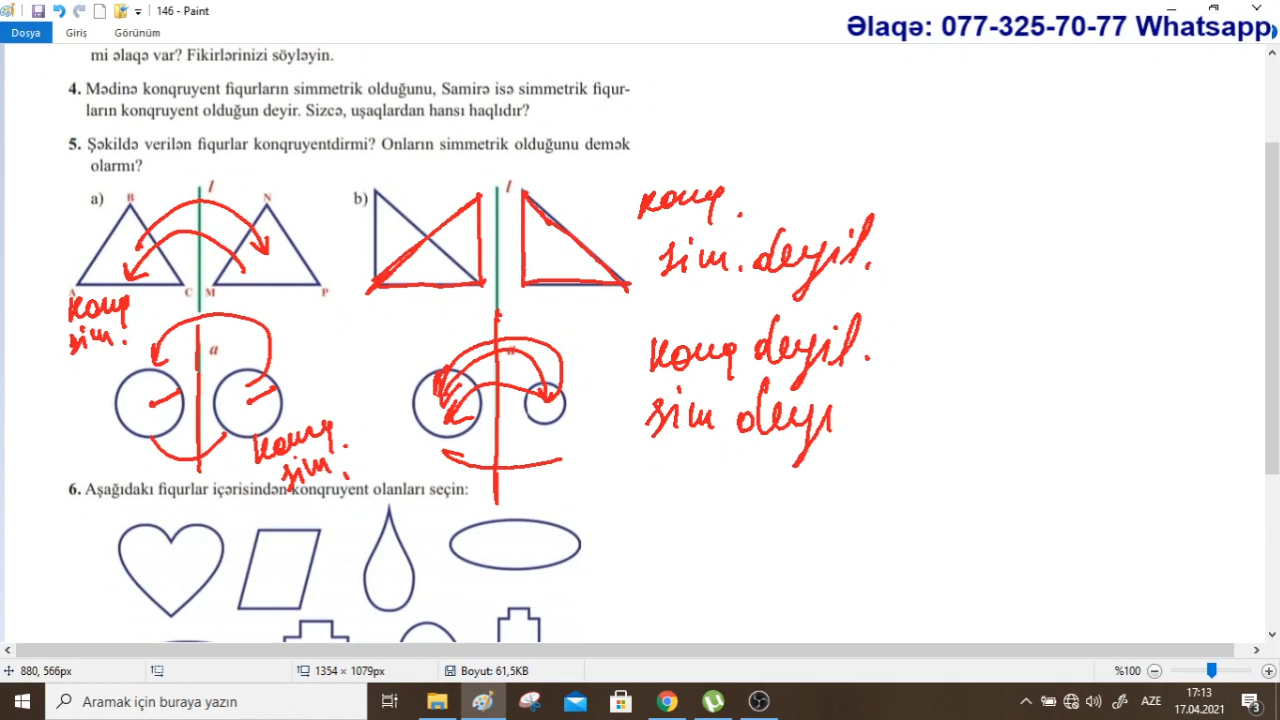 146 - Paint
Əlaqə: 077-325-70-77 Whatsapp
Dosya Giriş Görünüm
mi əlaqə var? Fikirlərinizi söyləyin.
4. Mədinə konqruyent fiqurların simmetrik olduğunu, Samirə isə simmetrik fiqur-
ların konqruyent olduğun deyir. Sizcə, uşaqlardan hansı haqlıdır?
5. Şəkildə verilən fiqurlar konqruyentdirmi? Onların simmetrik olduğunu demək
olarmı?
a) B l N b) l
konq.
sim. deyil.
A C M P
konq
sim.
a a
konq deyil.
sim deyi
konq.
sim.
6. Aşağıdakı fiqurlar içərisindən konqruyent olanları seçin:
880, 566px 1354 × 1079px Boyut: 61,5KB %100
Aramak için buraya yazın AZE 17:13
17.04.2021 3